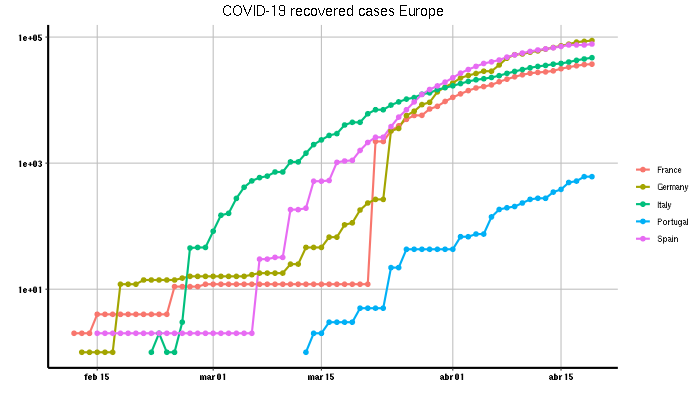 COVID-19 recovered cases Europe
1e+05
1e+03
1e+01
feb 15
mar 01
mar 15
abr 01
abr 15
France
Germany
Italy
Portugal
Spain